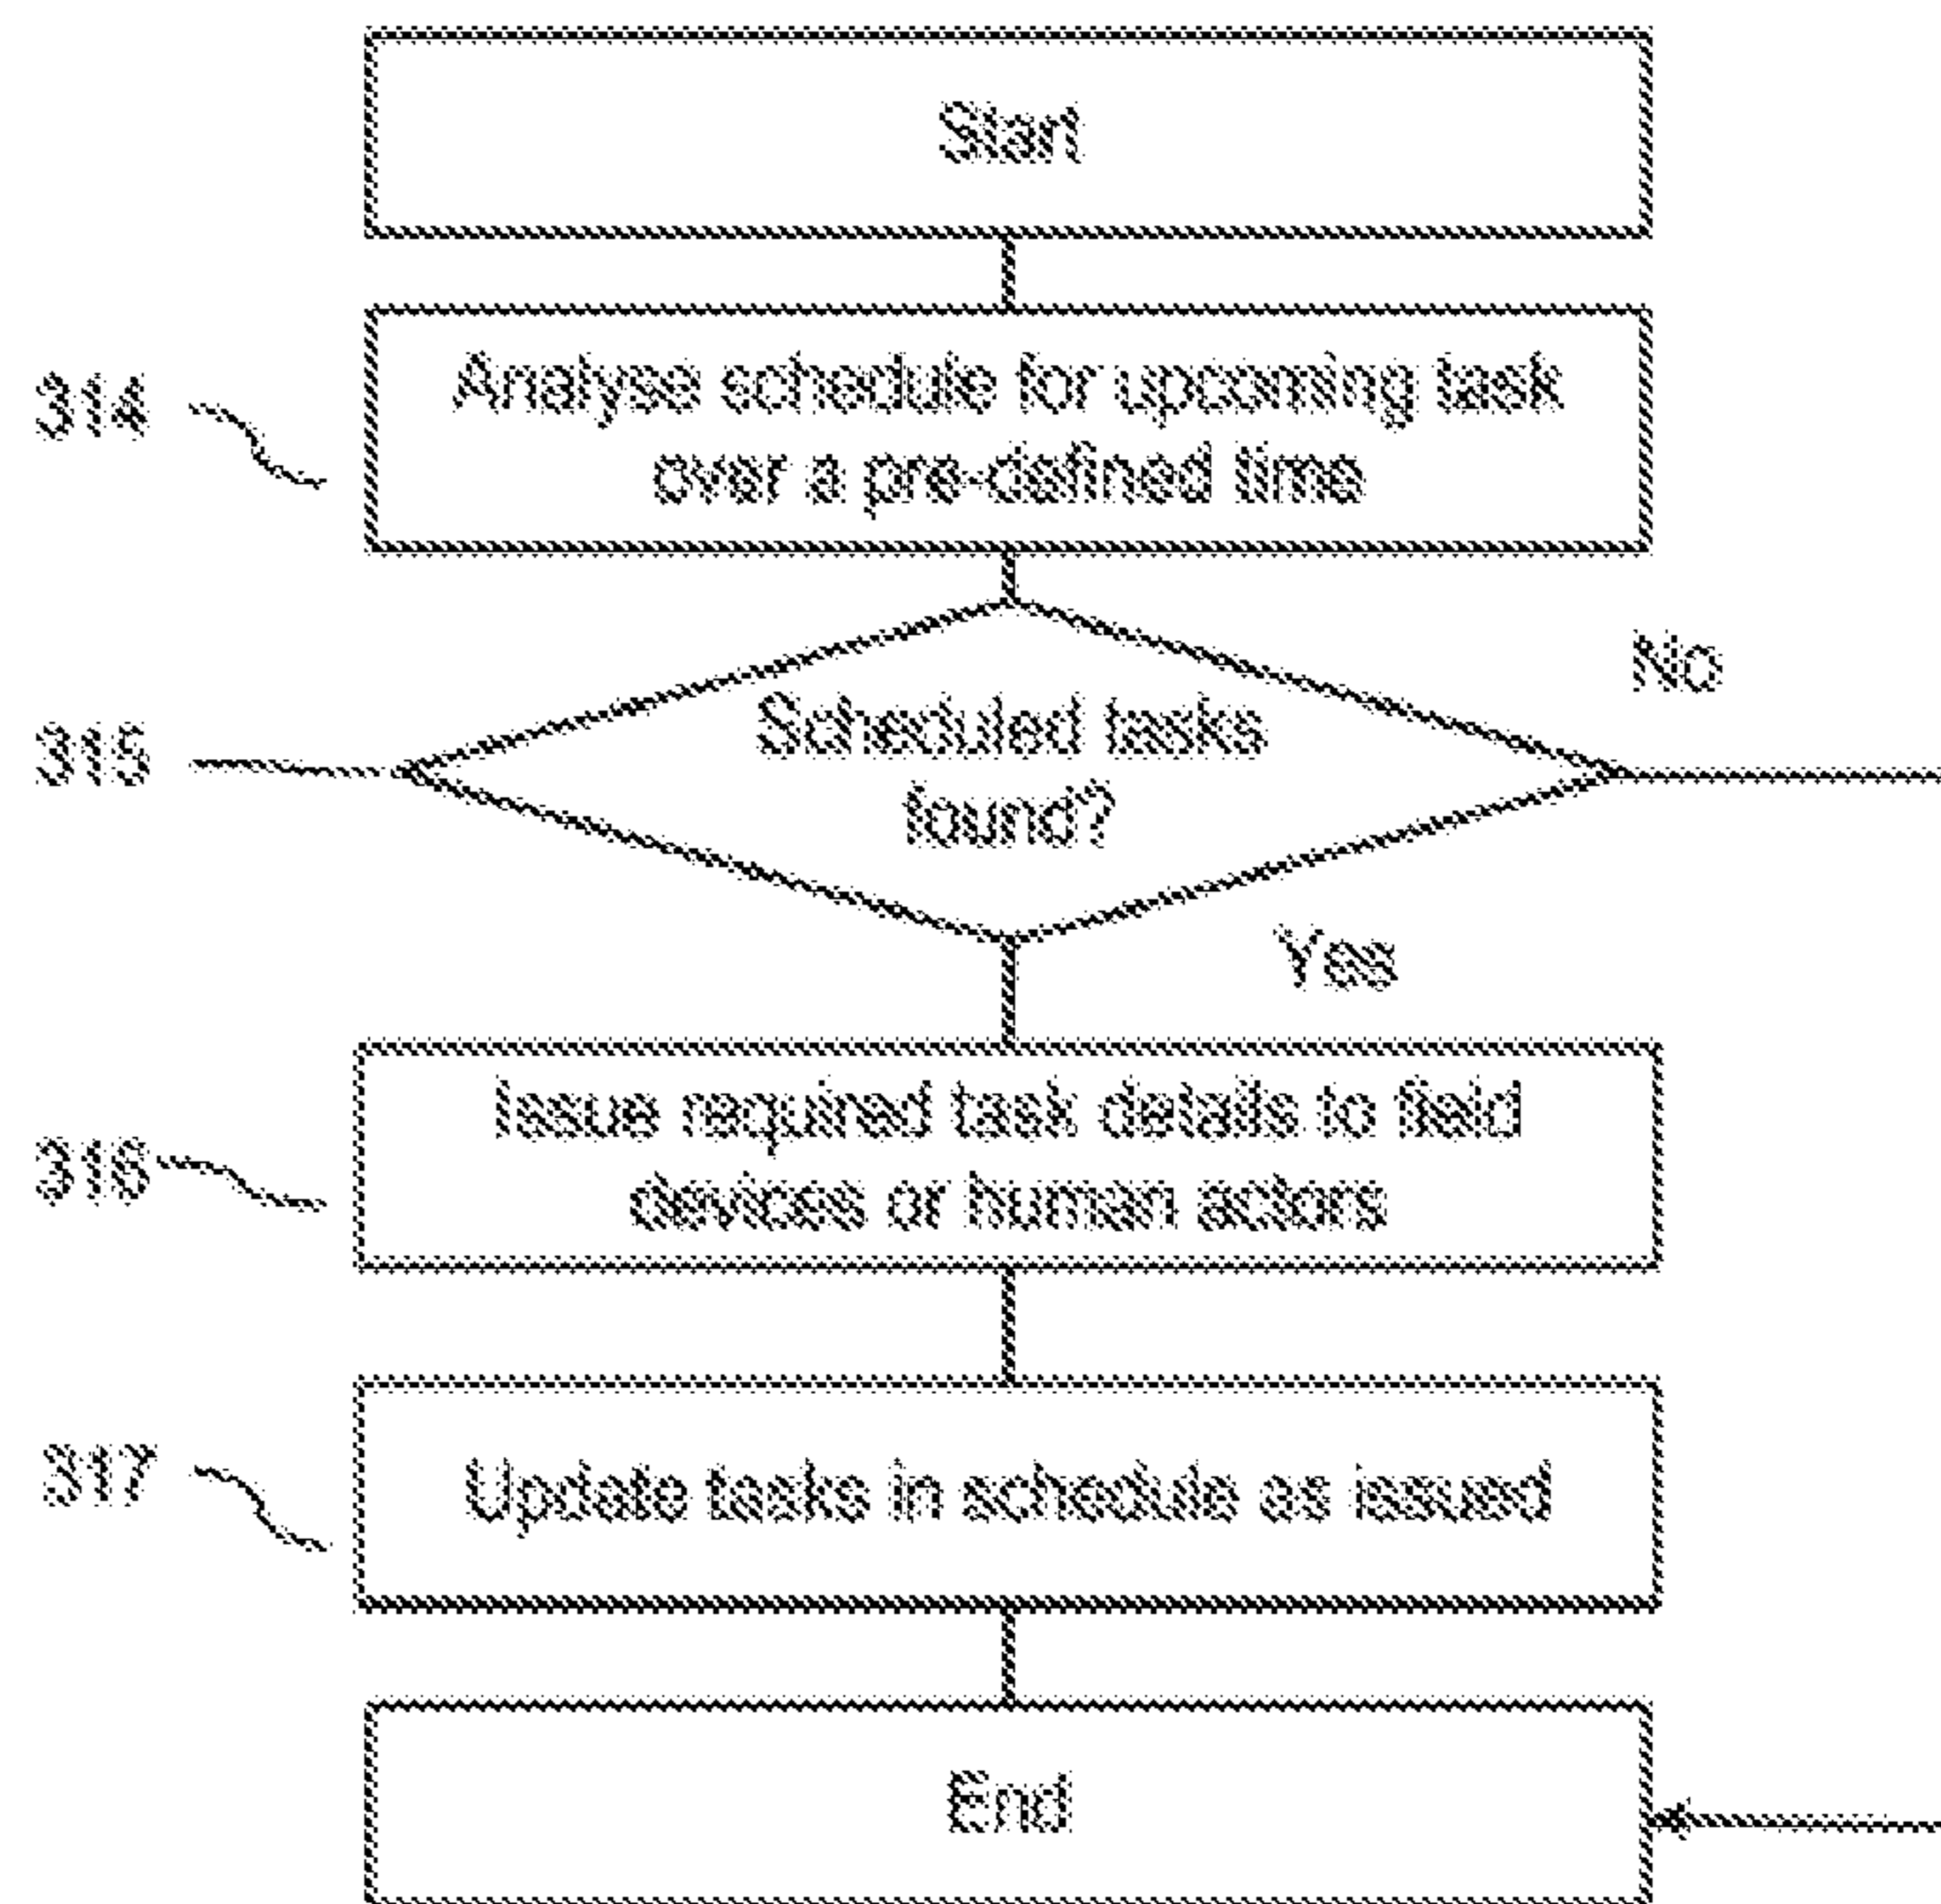 Start
314
Analyse schedule for upcoming task
over a pre-defined time
No
315
Scheduled tasks
found?
Yes
316
Issue required task details to field
devices or human actors
317
Update tasks in schedule as issued
End